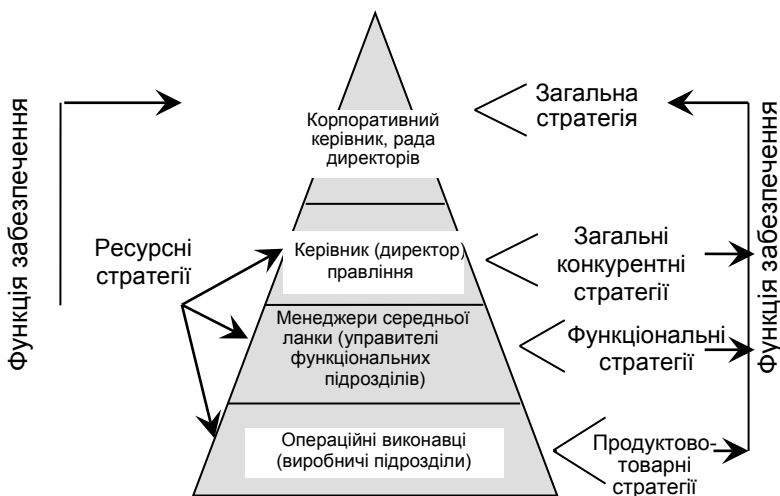 Функція забезпечення
Корпоративний
керівник, рада
директорів
Загальна
стратегія
Ресурсні
стратегії
Керівник (директор)
правління
Загальні
конкурентні
стратегії
Менеджери середньої
ланки (управителі
функціональних
підрозділів)
Функціональні
стратегії
Операційні виконавці
(виробничі підрозділи)
Продуктово-
товарні
стратегії
Функція забезпечення